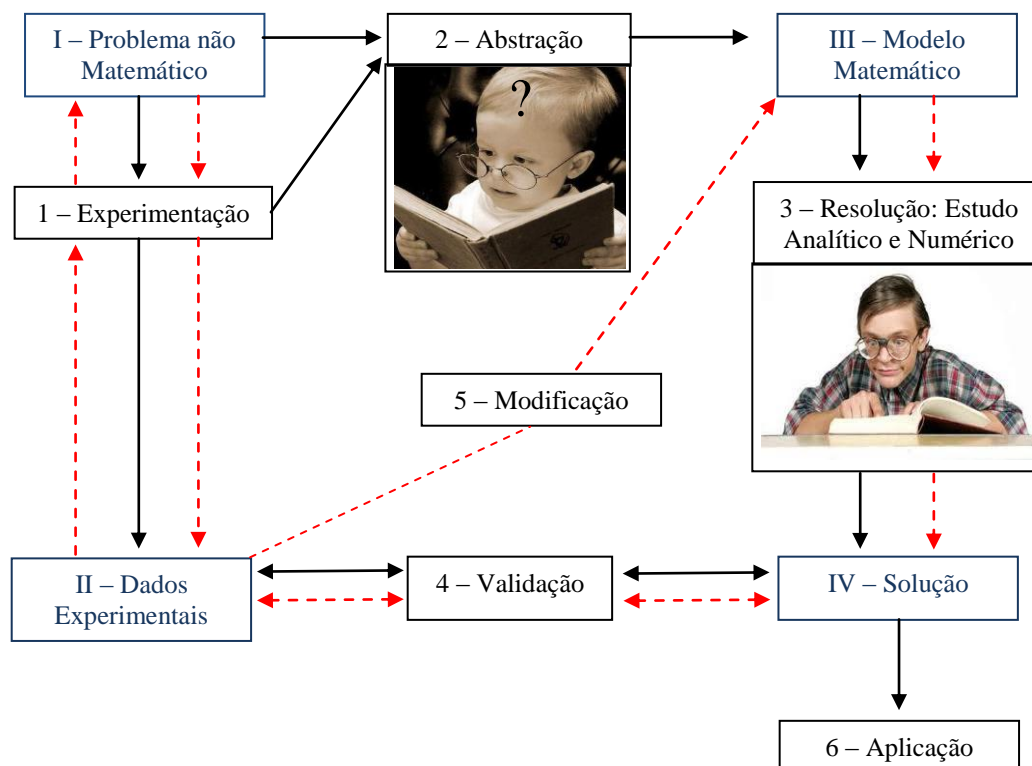 I – Problema não
Matemático
2 – Abstração
III – Modelo
Matemático
?
1 – Experimentação
3 – Resolução: Estudo
Analítico e Numérico
5 – Modificação
II – Dados
Experimentais
4 – Validação
IV – Solução
6 – Aplicação